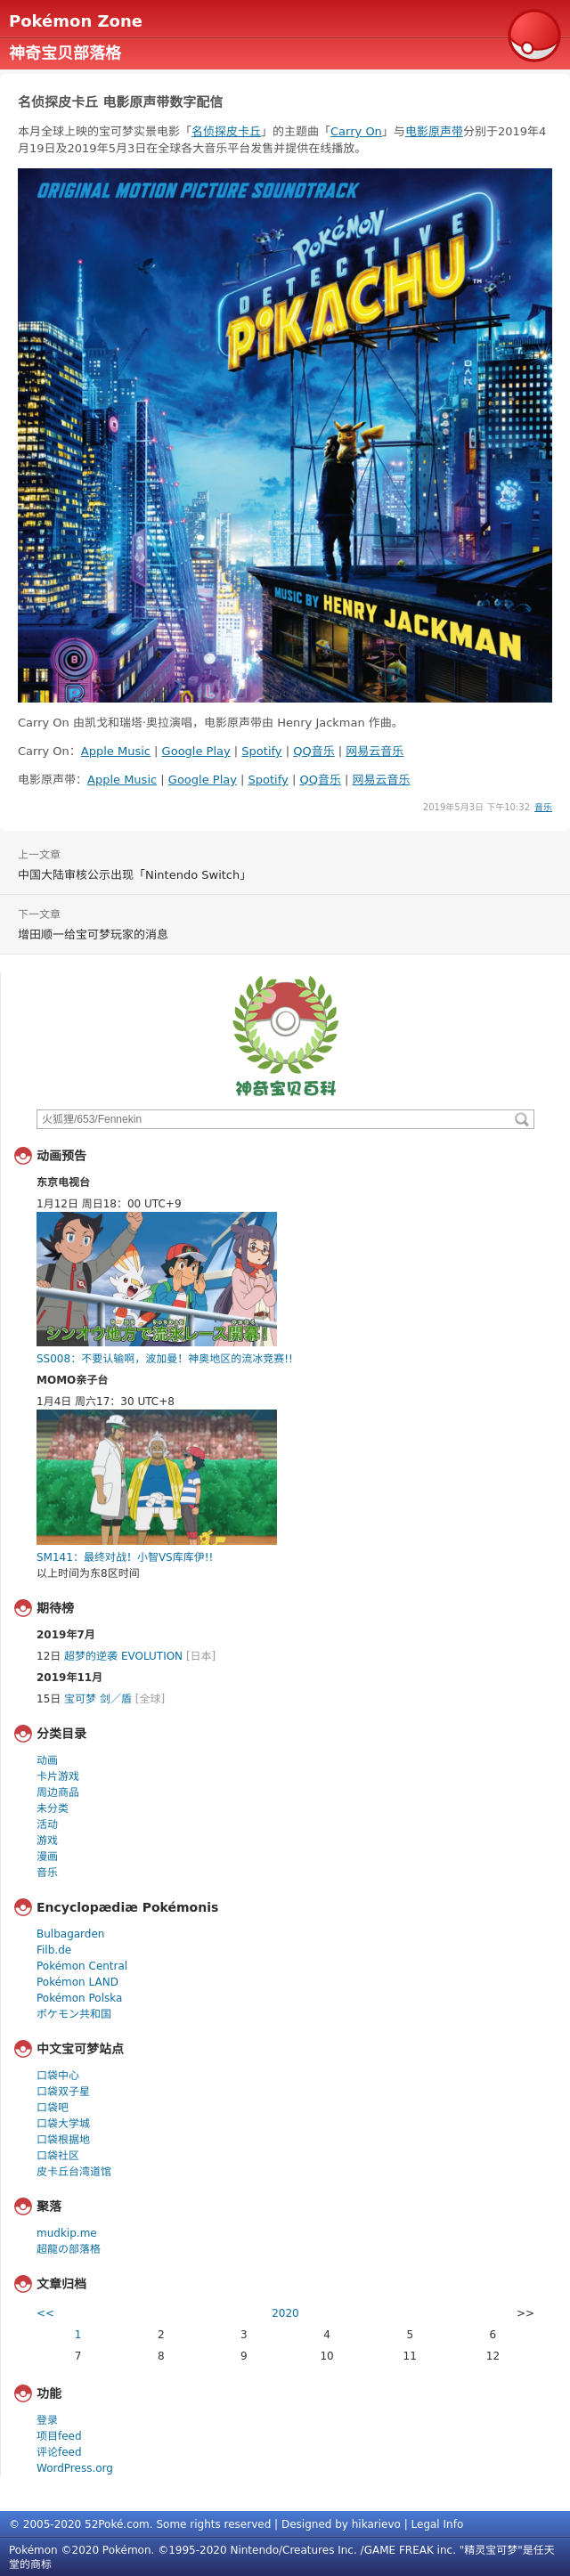 Pokémon Zone
神奇宝贝部落格
名侦探皮卡丘 电影原声带数字配信
本月全球上映的宝可梦实景电影「名侦探皮卡丘」的主题曲「Carry On」与电影原声带分别于2019年4
月19日及2019年5月3日在全球各大音乐平台发售并提供在线播放。
ORIGINAL MOTION PICTURE SOUNDTRACK
POKéMON
DETECTIVE
PIKACHU
TM
MUSIC BY HENRY JACKMAN
Carry On 由凯戈和瑞塔·奥拉演唱，电影原声带由 Henry Jackman 作曲。
Carry On：Apple Music | Google Play | Spotify | QQ音乐 | 网易云音乐
电影原声带：Apple Music | Google Play | Spotify | QQ音乐 | 网易云音乐
2019年5月3日 下午10:32 音乐
上一文章
中国大陆审核公示出现「Nintendo Switch」
下一文章
增田顺一给宝可梦玩家的消息
神奇宝贝百科
火狐狸/653/Fennekin
动画预告
东京电视台
1月12日 周日18：00 UTC+9
シンオウ地方で流氷レース開幕!
SS008：不要认输啊，波加曼！神奥地区的流冰竞赛!!
MOMO亲子台
1月4日 周六17：30 UTC+8
SM141：最终对战！小智VS库库伊!!
以上时间为东8区时间
期待榜
2019年7月
12日 超梦的逆袭 EVOLUTION [日本]
2019年11月
15日 宝可梦 剑／盾 [全球]
分类目录
动画
卡片游戏
周边商品
未分类
活动
游戏
漫画
音乐
Encyclopædiæ Pokémonis
Bulbagarden
Filb.de
Pokémon Central
Pokémon LAND
Pokémon Polska
ポケモン共和国
中文宝可梦站点
口袋中心
口袋双子星
口袋吧
口袋大学城
口袋根据地
口袋社区
皮卡丘台湾道馆
聚落
mudkip.me
超龍の部落格
文章归档
<< 2020 >>
1 2 3 4 5 6
7 8 9 10 11 12
功能
登录
项目feed
评论feed
WordPress.org
© 2005-2020 52Poké.com. Some rights reserved | Designed by hikarievo | Legal Info
Pokémon ©2020 Pokémon. ©1995-2020 Nintendo/Creatures Inc. /GAME FREAK inc. "精灵宝可梦"是任天
堂的商标